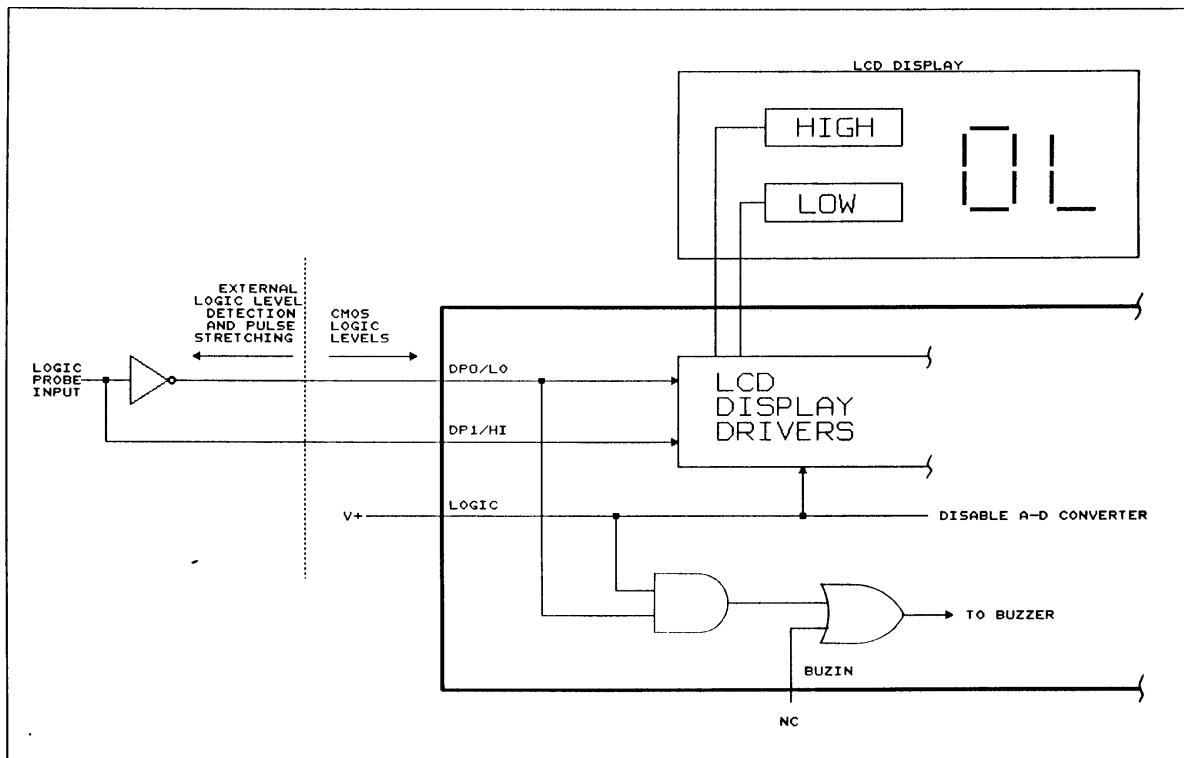 LCD DISPLAY
HIGH
LOW
OL
EXTERNAL
LOGIC LEVEL
DETECTION
AND PULSE
STRETCHING
CMOS
LOGIC
LEVELS
LOGIC
PROBE
INPUT
DP0/LO
DP1/HI
LCD
DISPLAY
DRIVERS
V+
LOGIC
DISABLE A-D CONVERTER
TO BUZZER
BUZIN
NC